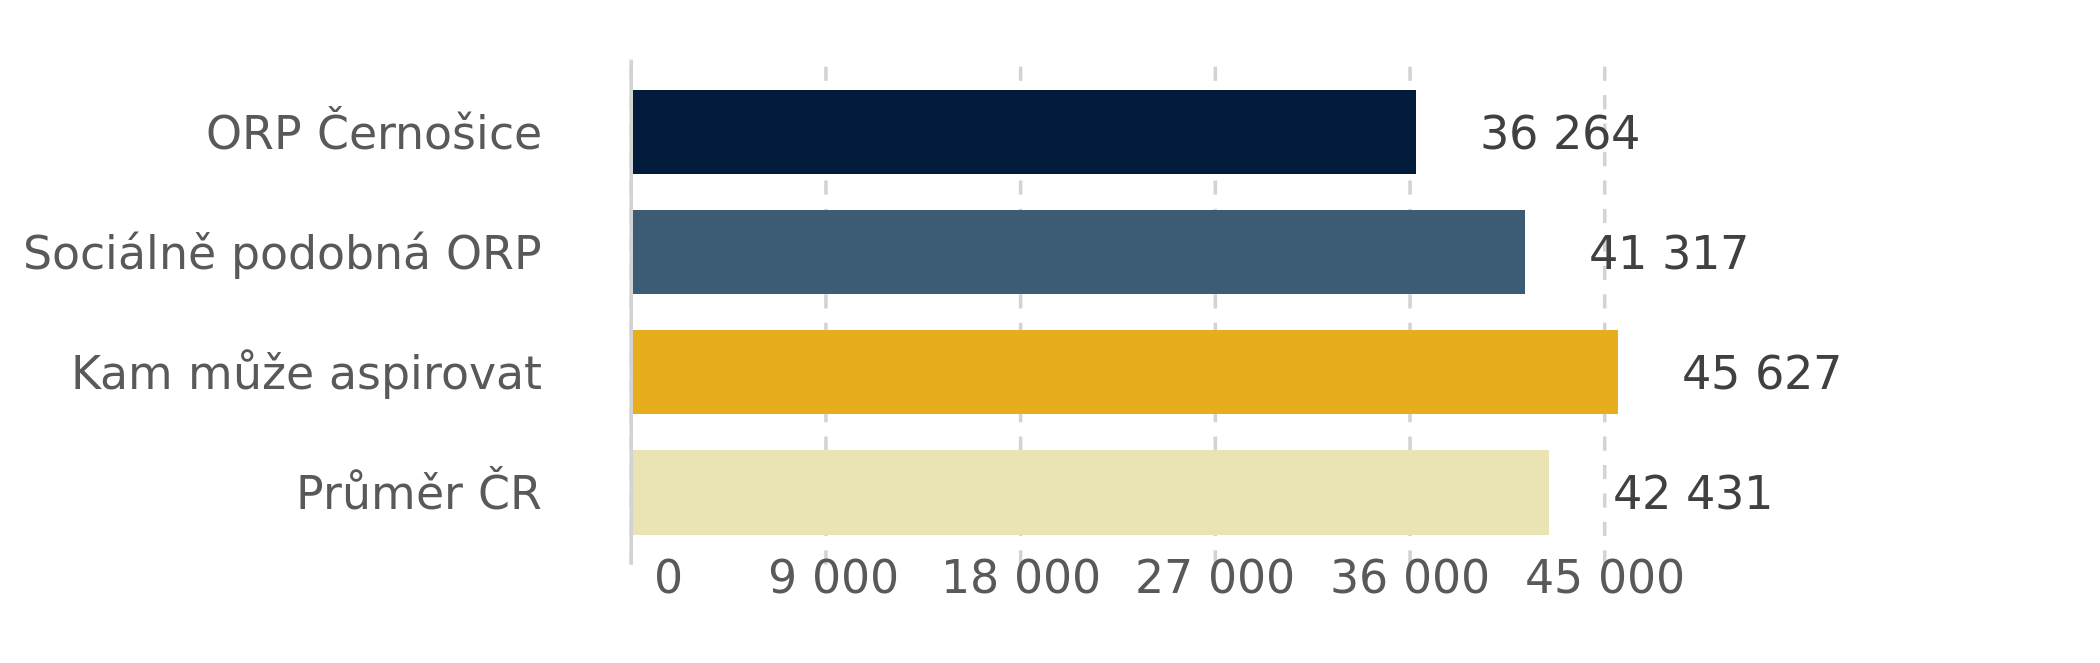 ORP Černošice 36 264
Sociálně podobná ORP 41 317
Kam může aspirovat 45 627
Průměr ČR 42 431
0 9 000 18 000 27 000 36 000 45 000